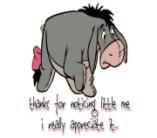 thanks for noticing little me
i really appreciate it.